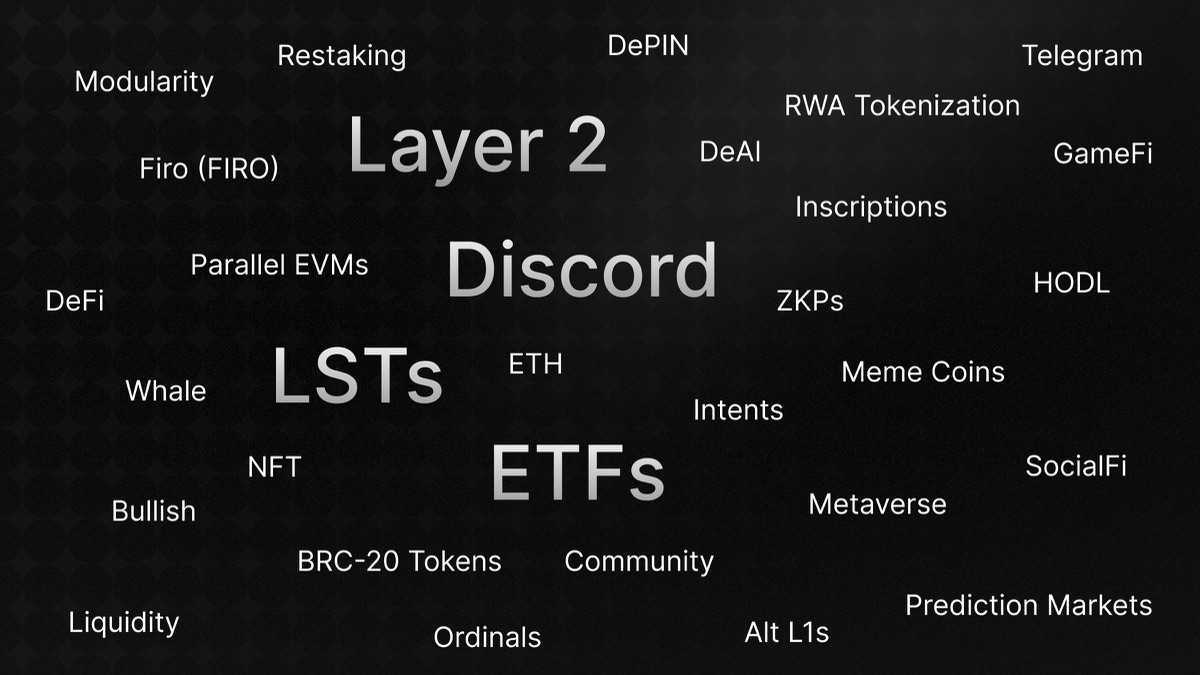 Restaking
DePIN
Telegram
Modularity
RWA Tokenization
Layer 2
DeAI
GameFi
Firo (FIRO)
Inscriptions
Parallel EVMs
Discord
HODL
DeFi
ZKPs
LSTs
ETH
Meme Coins
Whale
Intents
NFT
ETFs
SocialFi
Bullish
Metaverse
BRC-20 Tokens
Community
Prediction Markets
Liquidity
Ordinals
Alt L1s